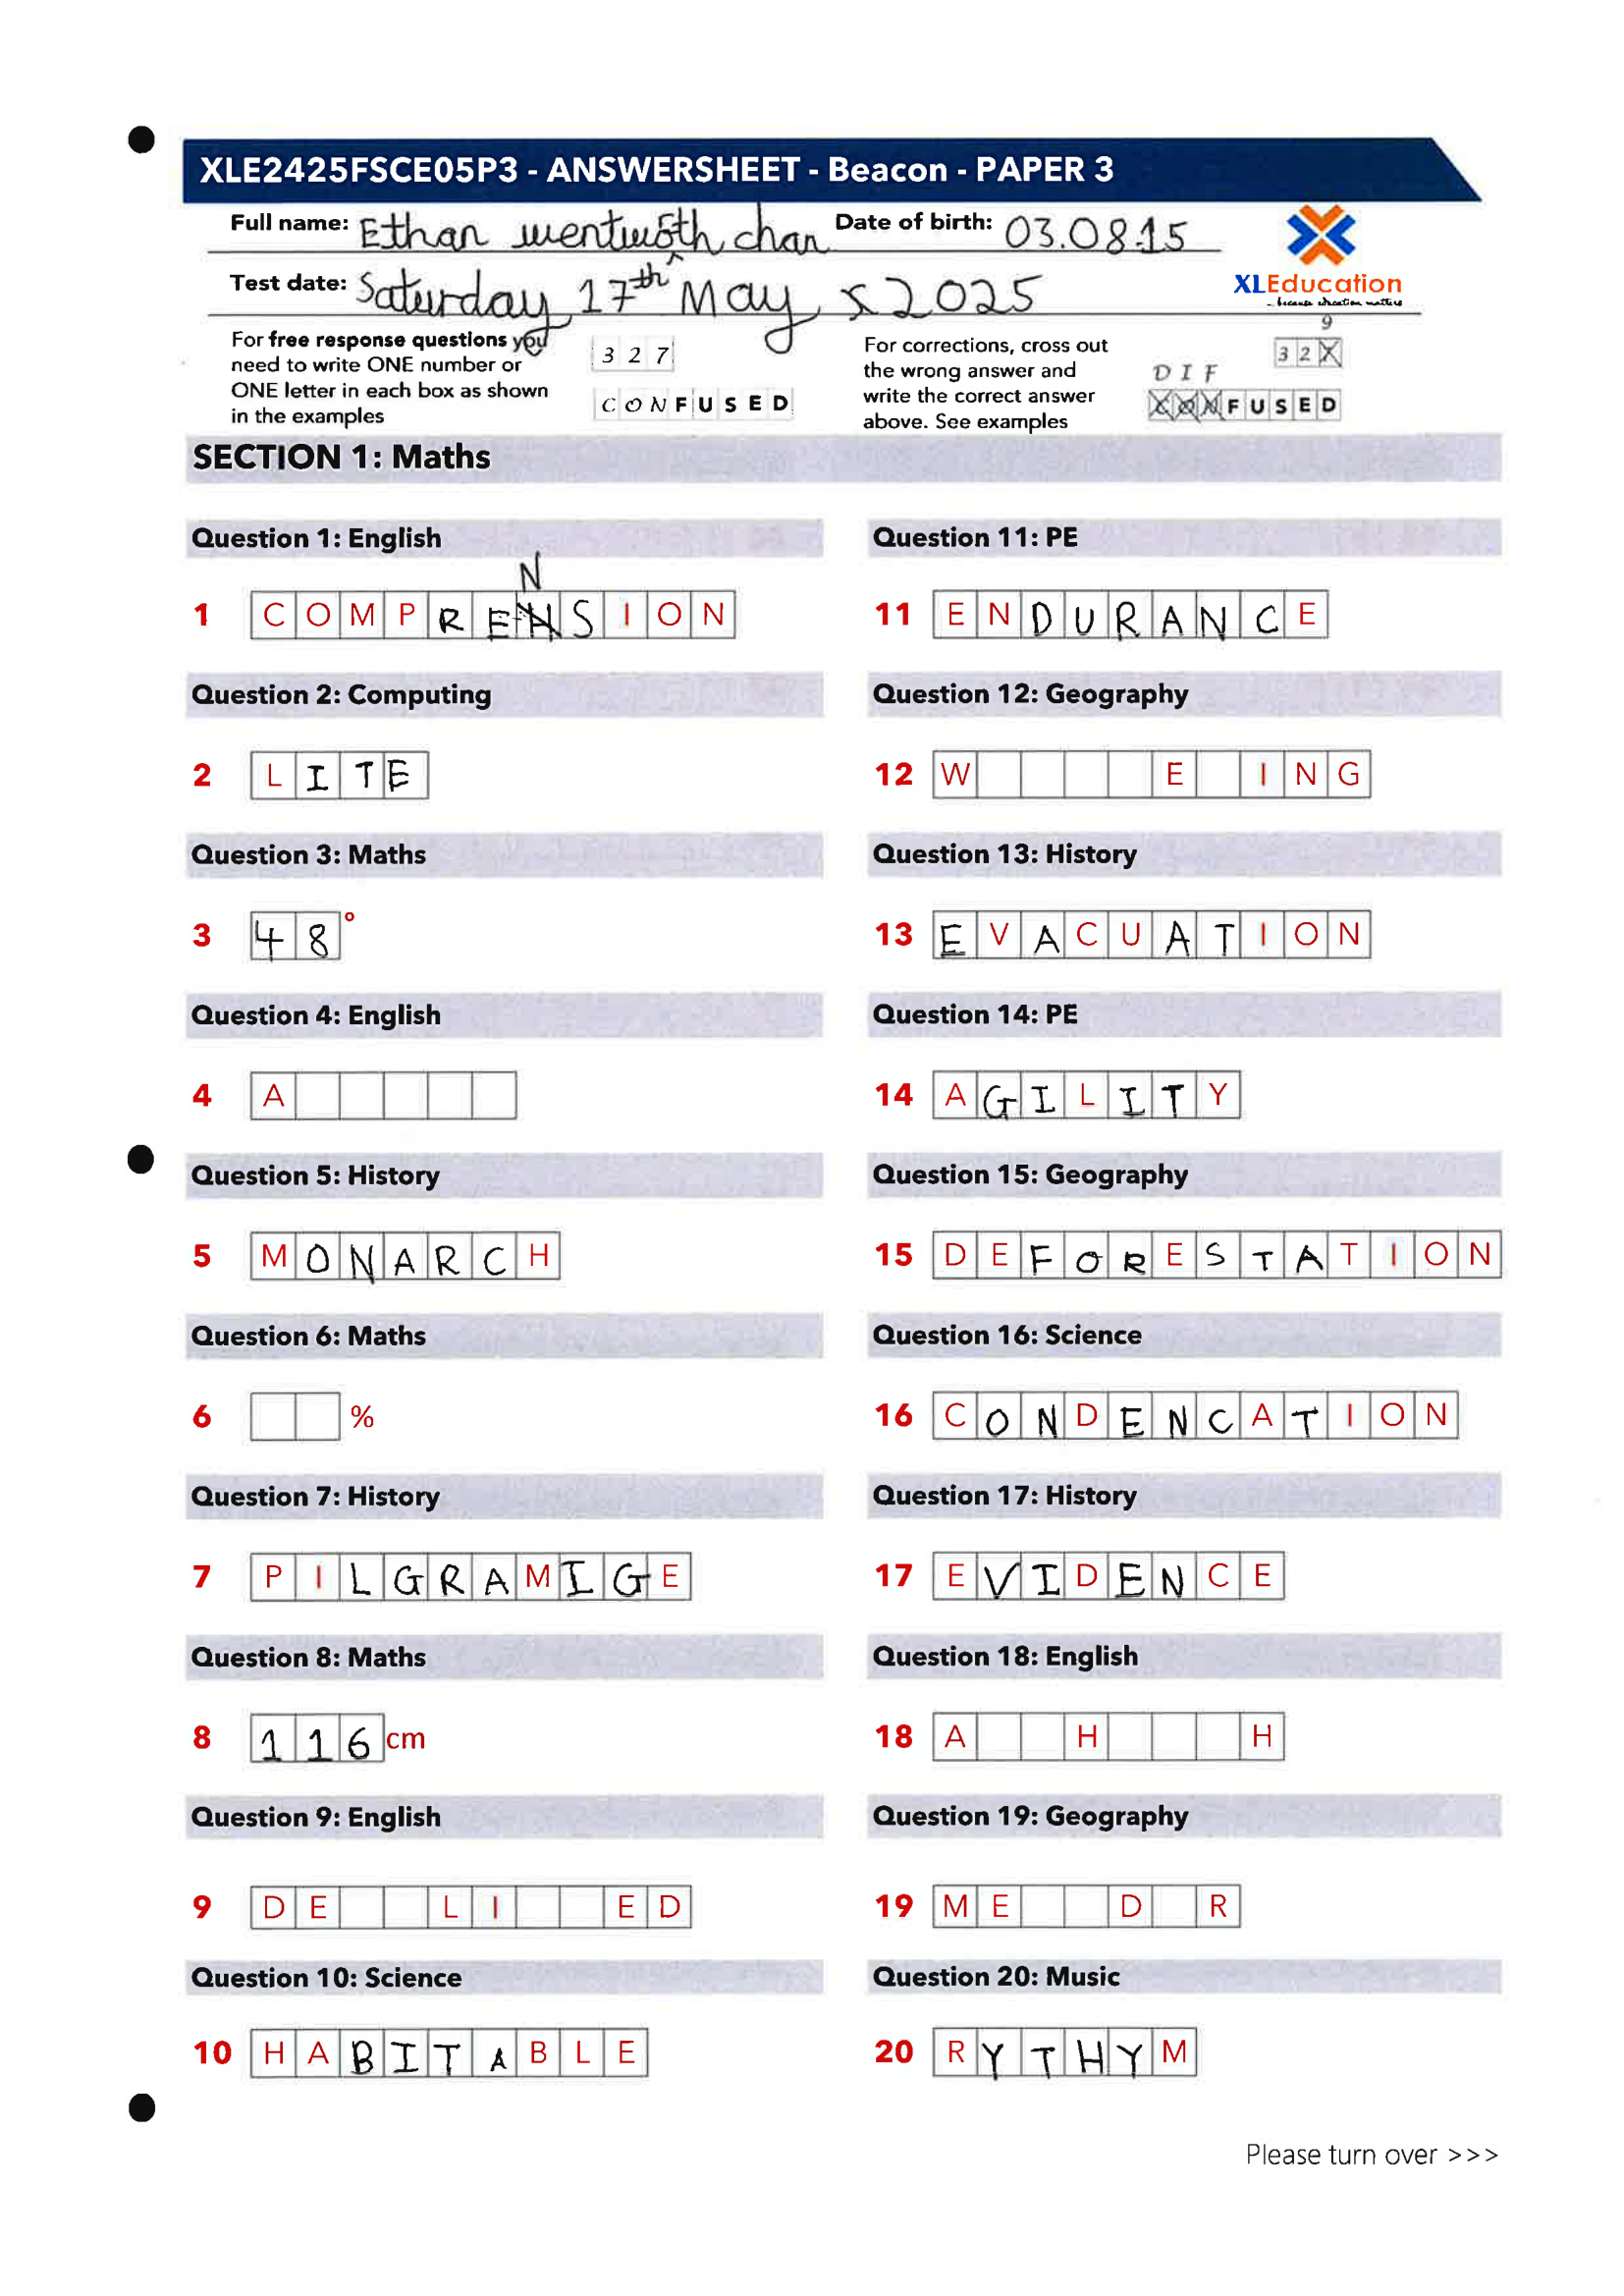 XLE2425FSCE05P3 - ANSWERSHEET - Beacon - PAPER 3
Full name: Ethan wentwoth chan Date of birth: 03.08.15
Test date: Saturday 17th May 2025
XLEducation
- because education matters
For free response questions you
need to write ONE number or
ONE letter in each box as shown
in the examples
3 2 7
C O N F U S E D
For corrections, cross out
the wrong answer and
write the correct answer
above. See examples
9
3 2 X
D I F
C O N F U S E D
SECTION 1: Maths
Question 1: English
N
1 C O M P R E N S I O N
Question 2: Computing
2 L I T E
Question 3: Maths
3 4 8 °
Question 4: English
4 A
Question 5: History
5 M O N A R C H
Question 6: Maths
6 %
Question 7: History
7 P I L G R A M I G E
Question 8: Maths
8 1 1 6 cm
Question 9: English
9 D E L I E D
Question 10: Science
10 H A B I T A B L E
Question 11: PE
11 E N D U R A N C E
Question 12: Geography
12 W E I N G
Question 13: History
13 E V A C U A T I O N
Question 14: PE
14 A G I L I T Y
Question 15: Geography
15 D E F O R E S T A T I O N
Question 16: Science
16 C O N D E N C A T I O N
Question 17: History
17 E V I D E N C E
Question 18: English
18 A H H
Question 19: Geography
19 M E D R
Question 20: Music
20 R Y T H Y M
Please turn over >>>